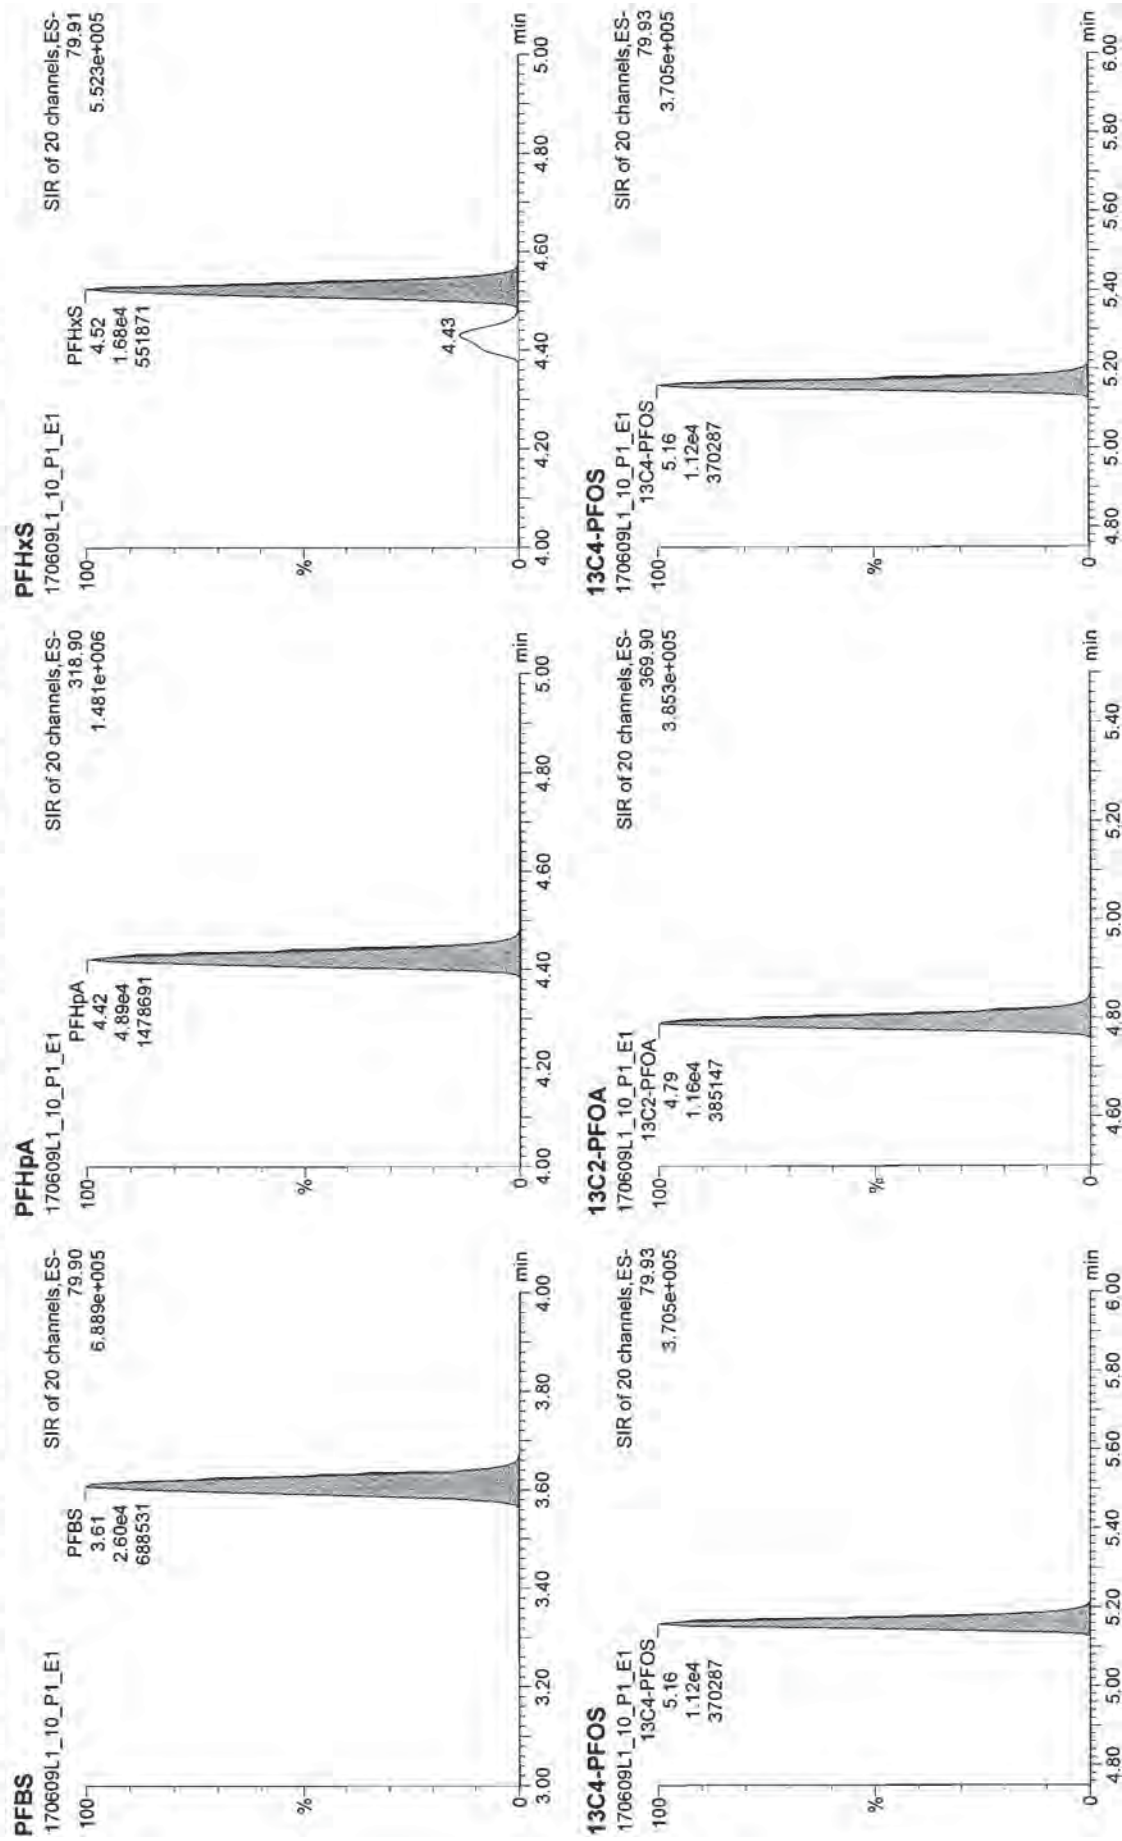 PFBS
170609L1_10_P1_E1
SIR of 20 channels,ES-
79.90
6.889e+005
PFBS
3.61
2.60e4
688531
100
%
0
3.00 3.20 3.40 3.60 3.80 4.00 min
PFHpA
170609L1_10_P1_E1
SIR of 20 channels,ES-
318.90
1.481e+006
PFHpA
4.42
4.89e4
1478691
100
%
0
4.00 4.20 4.40 4.60 4.80 5.00 min
PFHxS
170609L1_10_P1_E1
SIR of 20 channels,ES-
79.91
5.523e+005
PFHxS
4.52
1.68e4
551871
4.43
100
%
0
4.00 4.20 4.40 4.60 4.80 5.00 min
13C4-PFOS
170609L1_10_P1_E1
SIR of 20 channels,ES-
79.93
3.705e+005
13C4-PFOS
5.16
1.12e4
370287
100
%
0
4.80 5.00 5.20 5.40 5.60 5.80 6.00 min
13C2-PFOA
170609L1_10_P1_E1
SIR of 20 channels,ES-
369.90
3.853e+005
13C2-PFOA
4.79
1.16e4
385147
100
%
0
4.60 4.80 5.00 5.20 5.40 min
13C4-PFOS
170609L1_10_P1_E1
SIR of 20 channels,ES-
79.93
3.705e+005
13C4-PFOS
5.16
1.12e4
370287
100
%
0
4.80 5.00 5.20 5.40 5.60 5.80 6.00 min